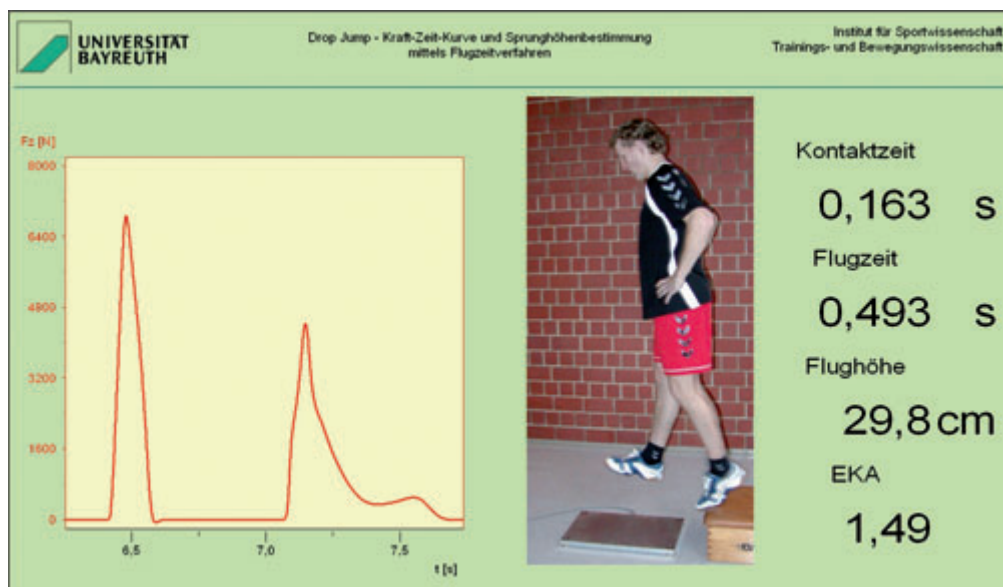 UNIVERSITÄT
BAYREUTH
Drop Jump - Kraft-Zeit-Kurve und Sprunghöhenbestimmung
mittels Flugzeitverfahren
Institut für Sportwissenschaft
Trainings- und Bewegungswissenschaft
Fz [N]
8000
6400
4800
3200
1600
0
6,5
7,0
7,5
t [s]
Kontaktzeit
0,163 s
Flugzeit
0,493 s
Flughöhe
29,8 cm
EKA
1,49